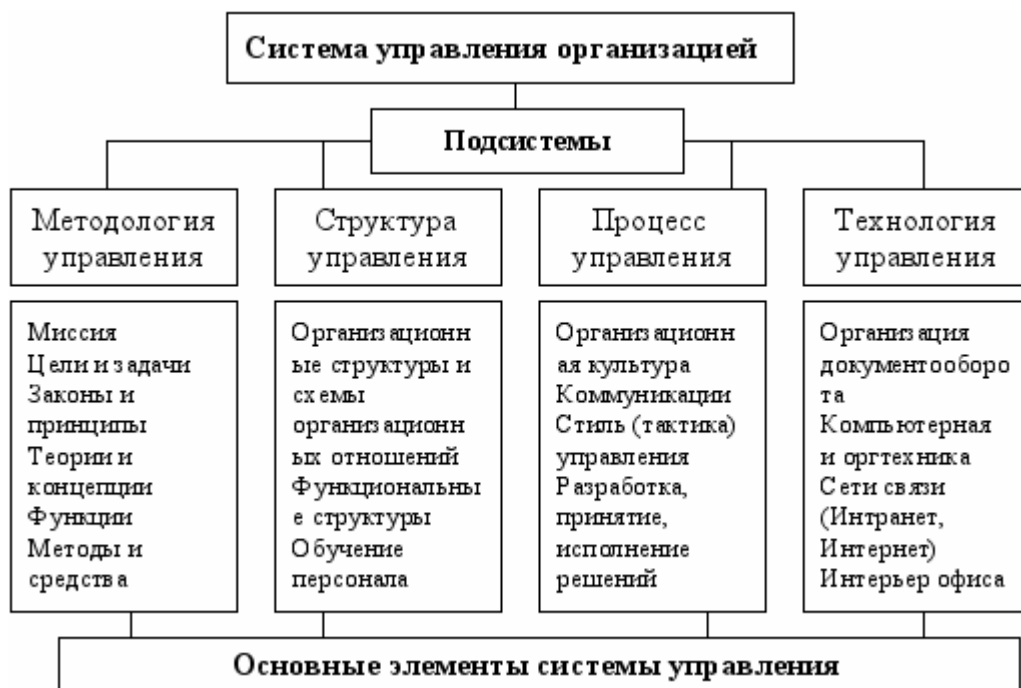 Система управления организацией
Подсистемы
Методология
управления
Структура
управления
Процесс
управления
Технология
управления
Миссия
Цели и задачи
Законы и
принципы
Теории и
концепции
Функции
Методы и
средства
Организационн
ые структуры и
схемы
организационн
ых отношений
Функциональны
е структуры
Обучение
персонала
Организационн
ая культура
Коммуникации
Стиль (тактика)
управления
Разработка,
принятие,
исполнение
решений
Организация
документооборо
та
Компьютерная
и оргтехника
Сети связи
(Интранет,
Интернет)
Интерьер офиса
Основные элементы системы управления